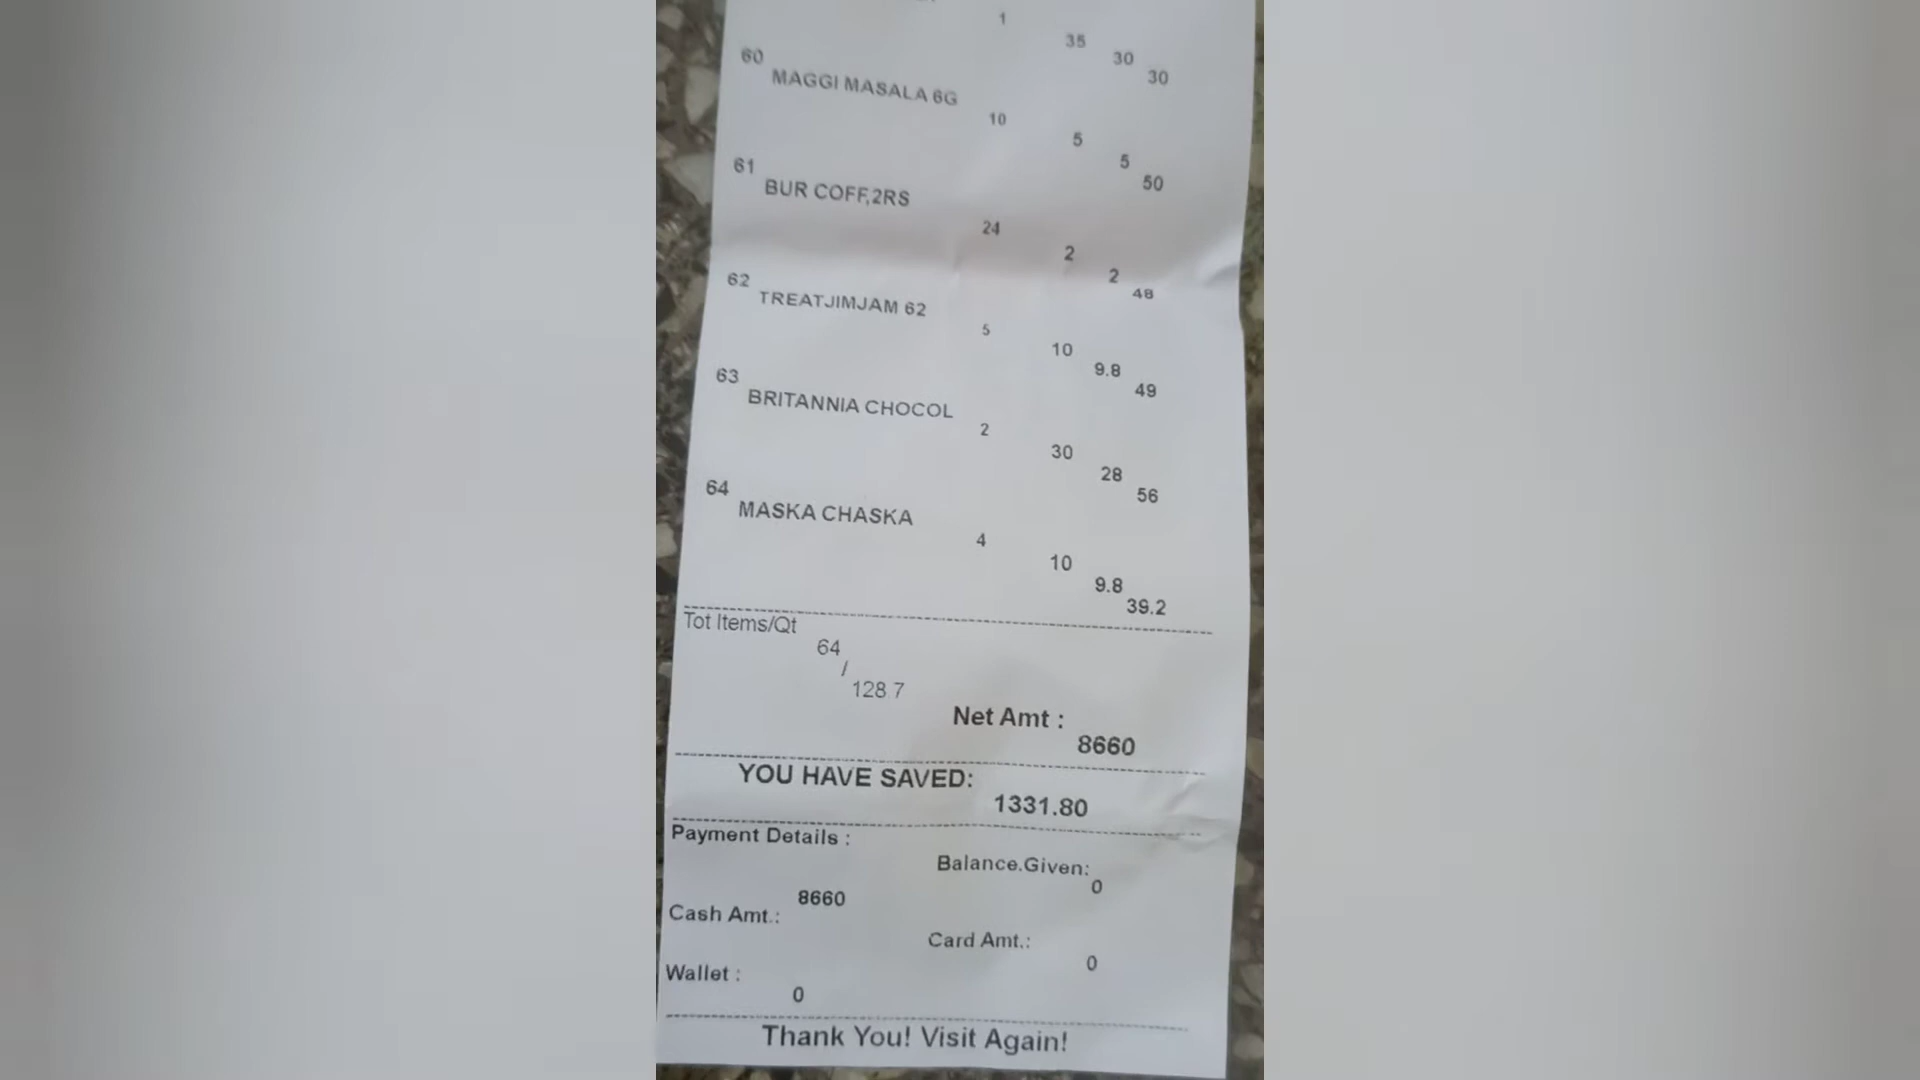 1 35 30 30
60 MAGGI MASALA 6G 10 5 5 50
61 BUR COFF,2RS 24 2 2 48
62 TREATJIMJAM 62 5 10 9.8 49
63 BRITANNIA CHOCOL 2 30 28 56
64 MASKA CHASKA 4 10 9.8 39.2
Tot Items/Qt 64 / 128 7
Net Amt : 8660
YOU HAVE SAVED: 1331.80
Payment Details :
Balance.Given: 0
Cash Amt.: 8660
Card Amt.: 0
Wallet : 0
Thank You! Visit Again!